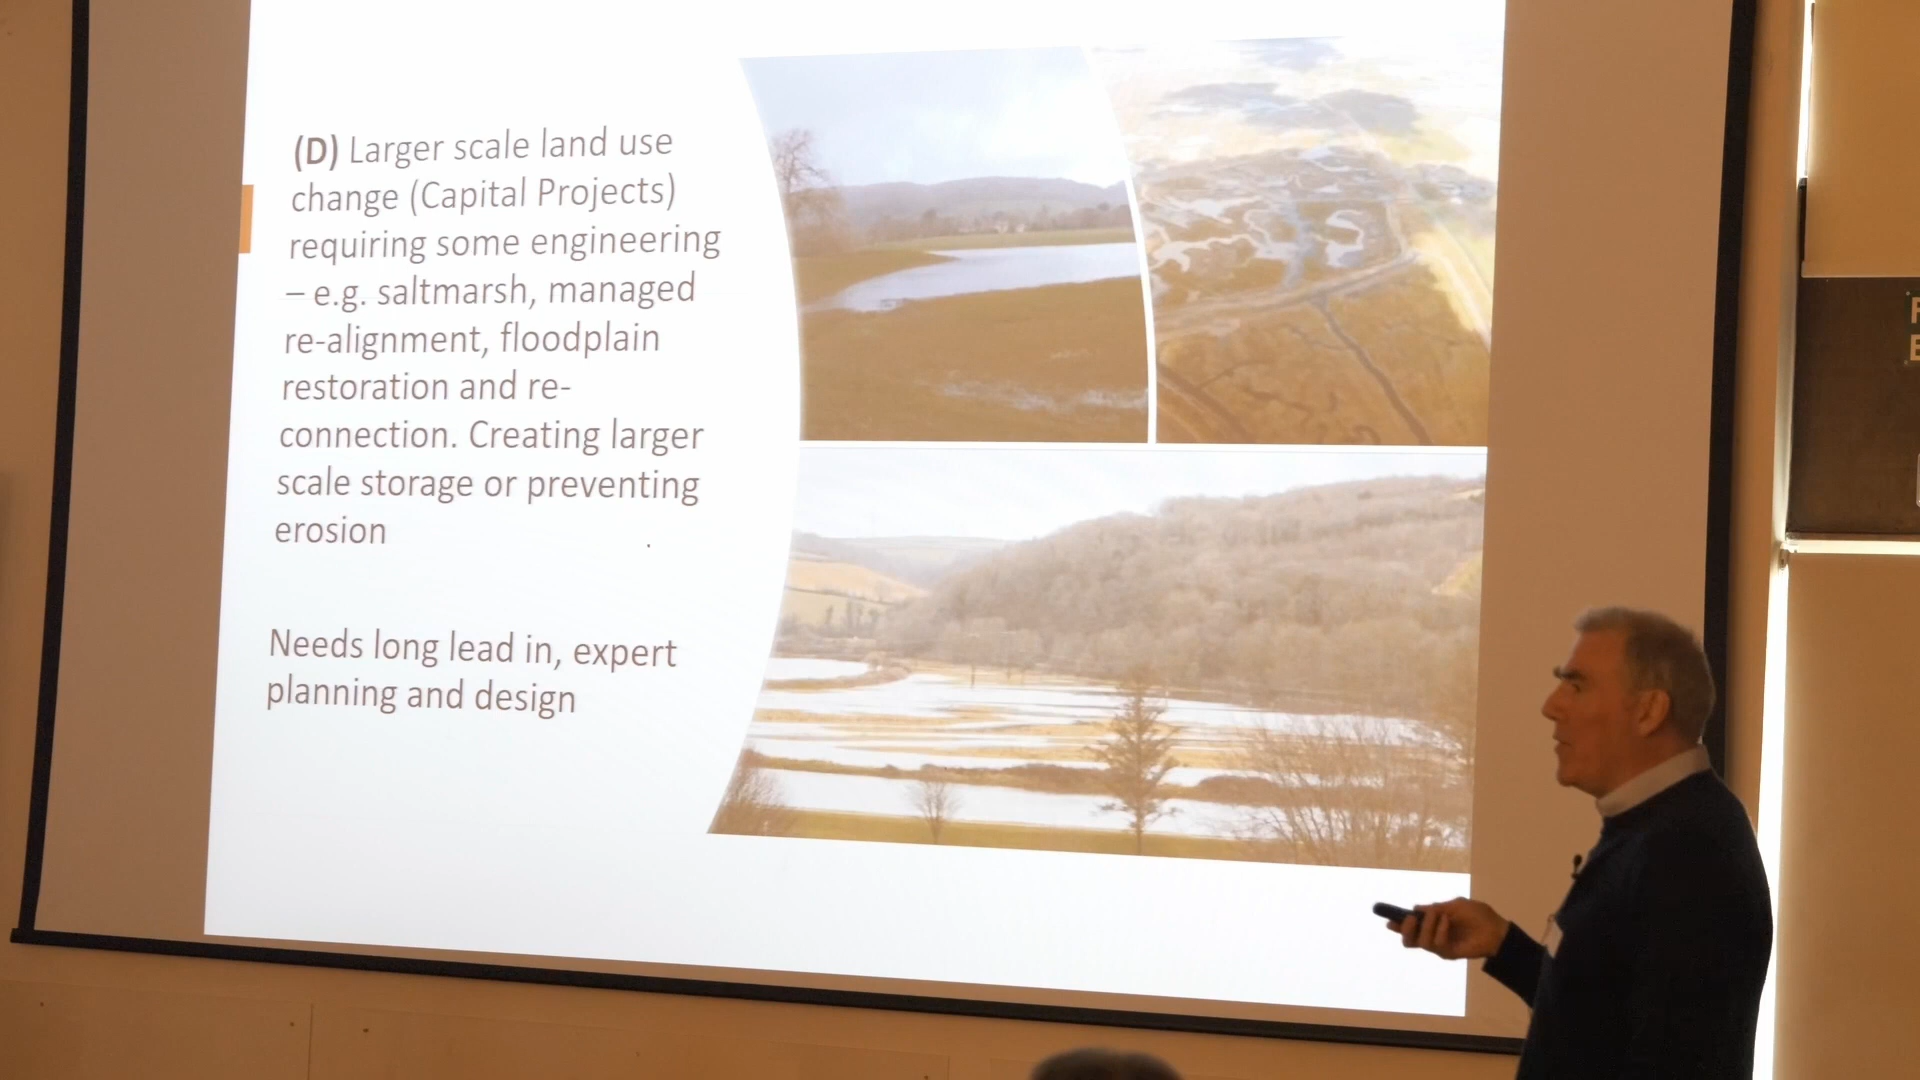 (D) Larger scale land use
change (Capital Projects)
requiring some engineering
– e.g. saltmarsh, managed
re-alignment, floodplain
restoration and re-
connection. Creating larger
scale storage or preventing
erosion
Needs long lead in, expert
planning and design